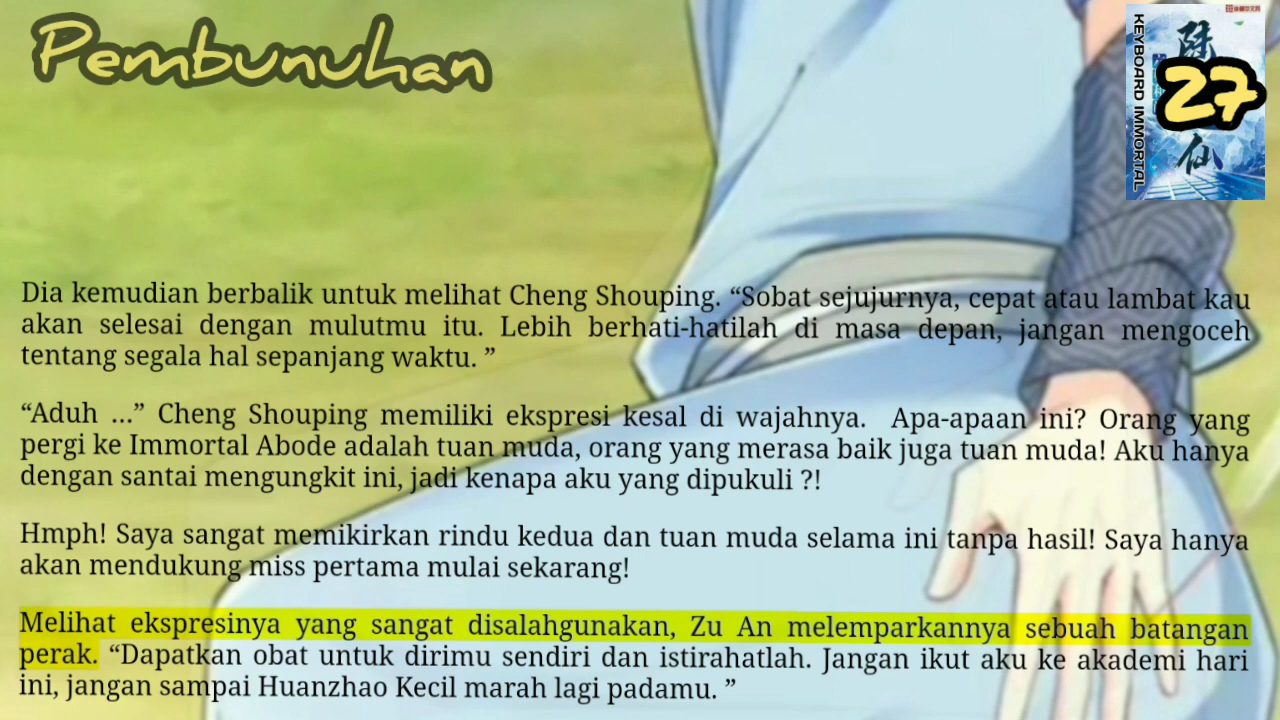 Pembunuhan
KEYBOARD IMMORTAL
27
仙
Dia kemudian berbalik untuk melihat Cheng Shouping. “Sobat sejujurnya, cepat atau lambat kau
akan selesai dengan mulutmu itu. Lebih berhati-hatilah di masa depan, jangan mengoceh
tentang segala hal sepanjang waktu. ”
“Aduh …” Cheng Shouping memiliki ekspresi kesal di wajahnya.  Apa-apaan ini? Orang yang
pergi ke Immortal Abode adalah tuan muda, orang yang merasa baik juga tuan muda! Aku hanya
dengan santai mengungkit ini, jadi kenapa aku yang dipukuli ?!
Hmph! Saya sangat memikirkan rindu kedua dan tuan muda selama ini tanpa hasil! Saya hanya
akan mendukung miss pertama mulai sekarang!
Melihat ekspresinya yang sangat disalahgunakan, Zu An melemparkannya sebuah batangan
perak. “Dapatkan obat untuk dirimu sendiri dan istirahatlah. Jangan ikut aku ke akademi hari
ini, jangan sampai Huanzhao Kecil marah lagi padamu. ”